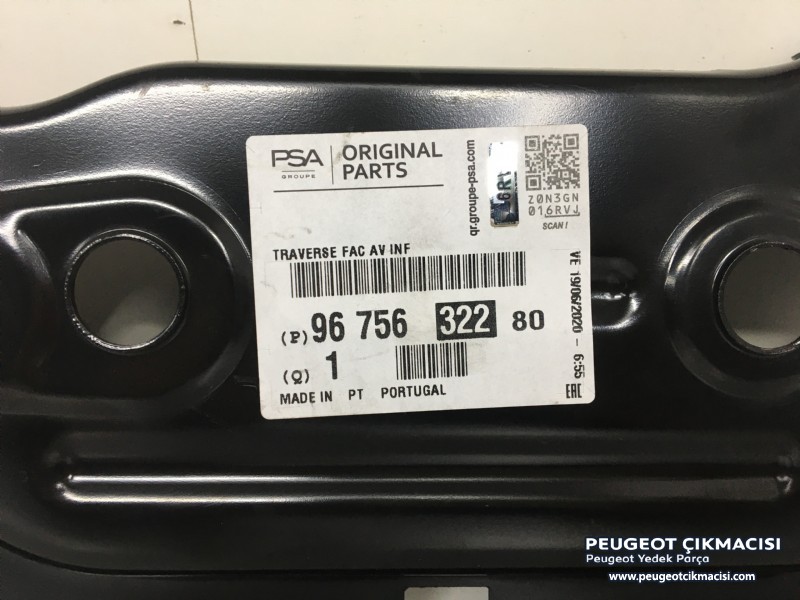 PSA GROUPE
ORIGINAL PARTS
qr.groupe-psa.com
16R1
Z0N3GN
016RVJ
SCAN!
TRAVERSE FAC AV INF
(P) 96 756 322 80
(Q) 1
MADE IN PT PORTUGAL
VE 19/06/2020 - 6:55
EAC
PEUGEOT ÇIKMACISI
Peugeot Yedek Parça
www.peugeotcikmacisi.com